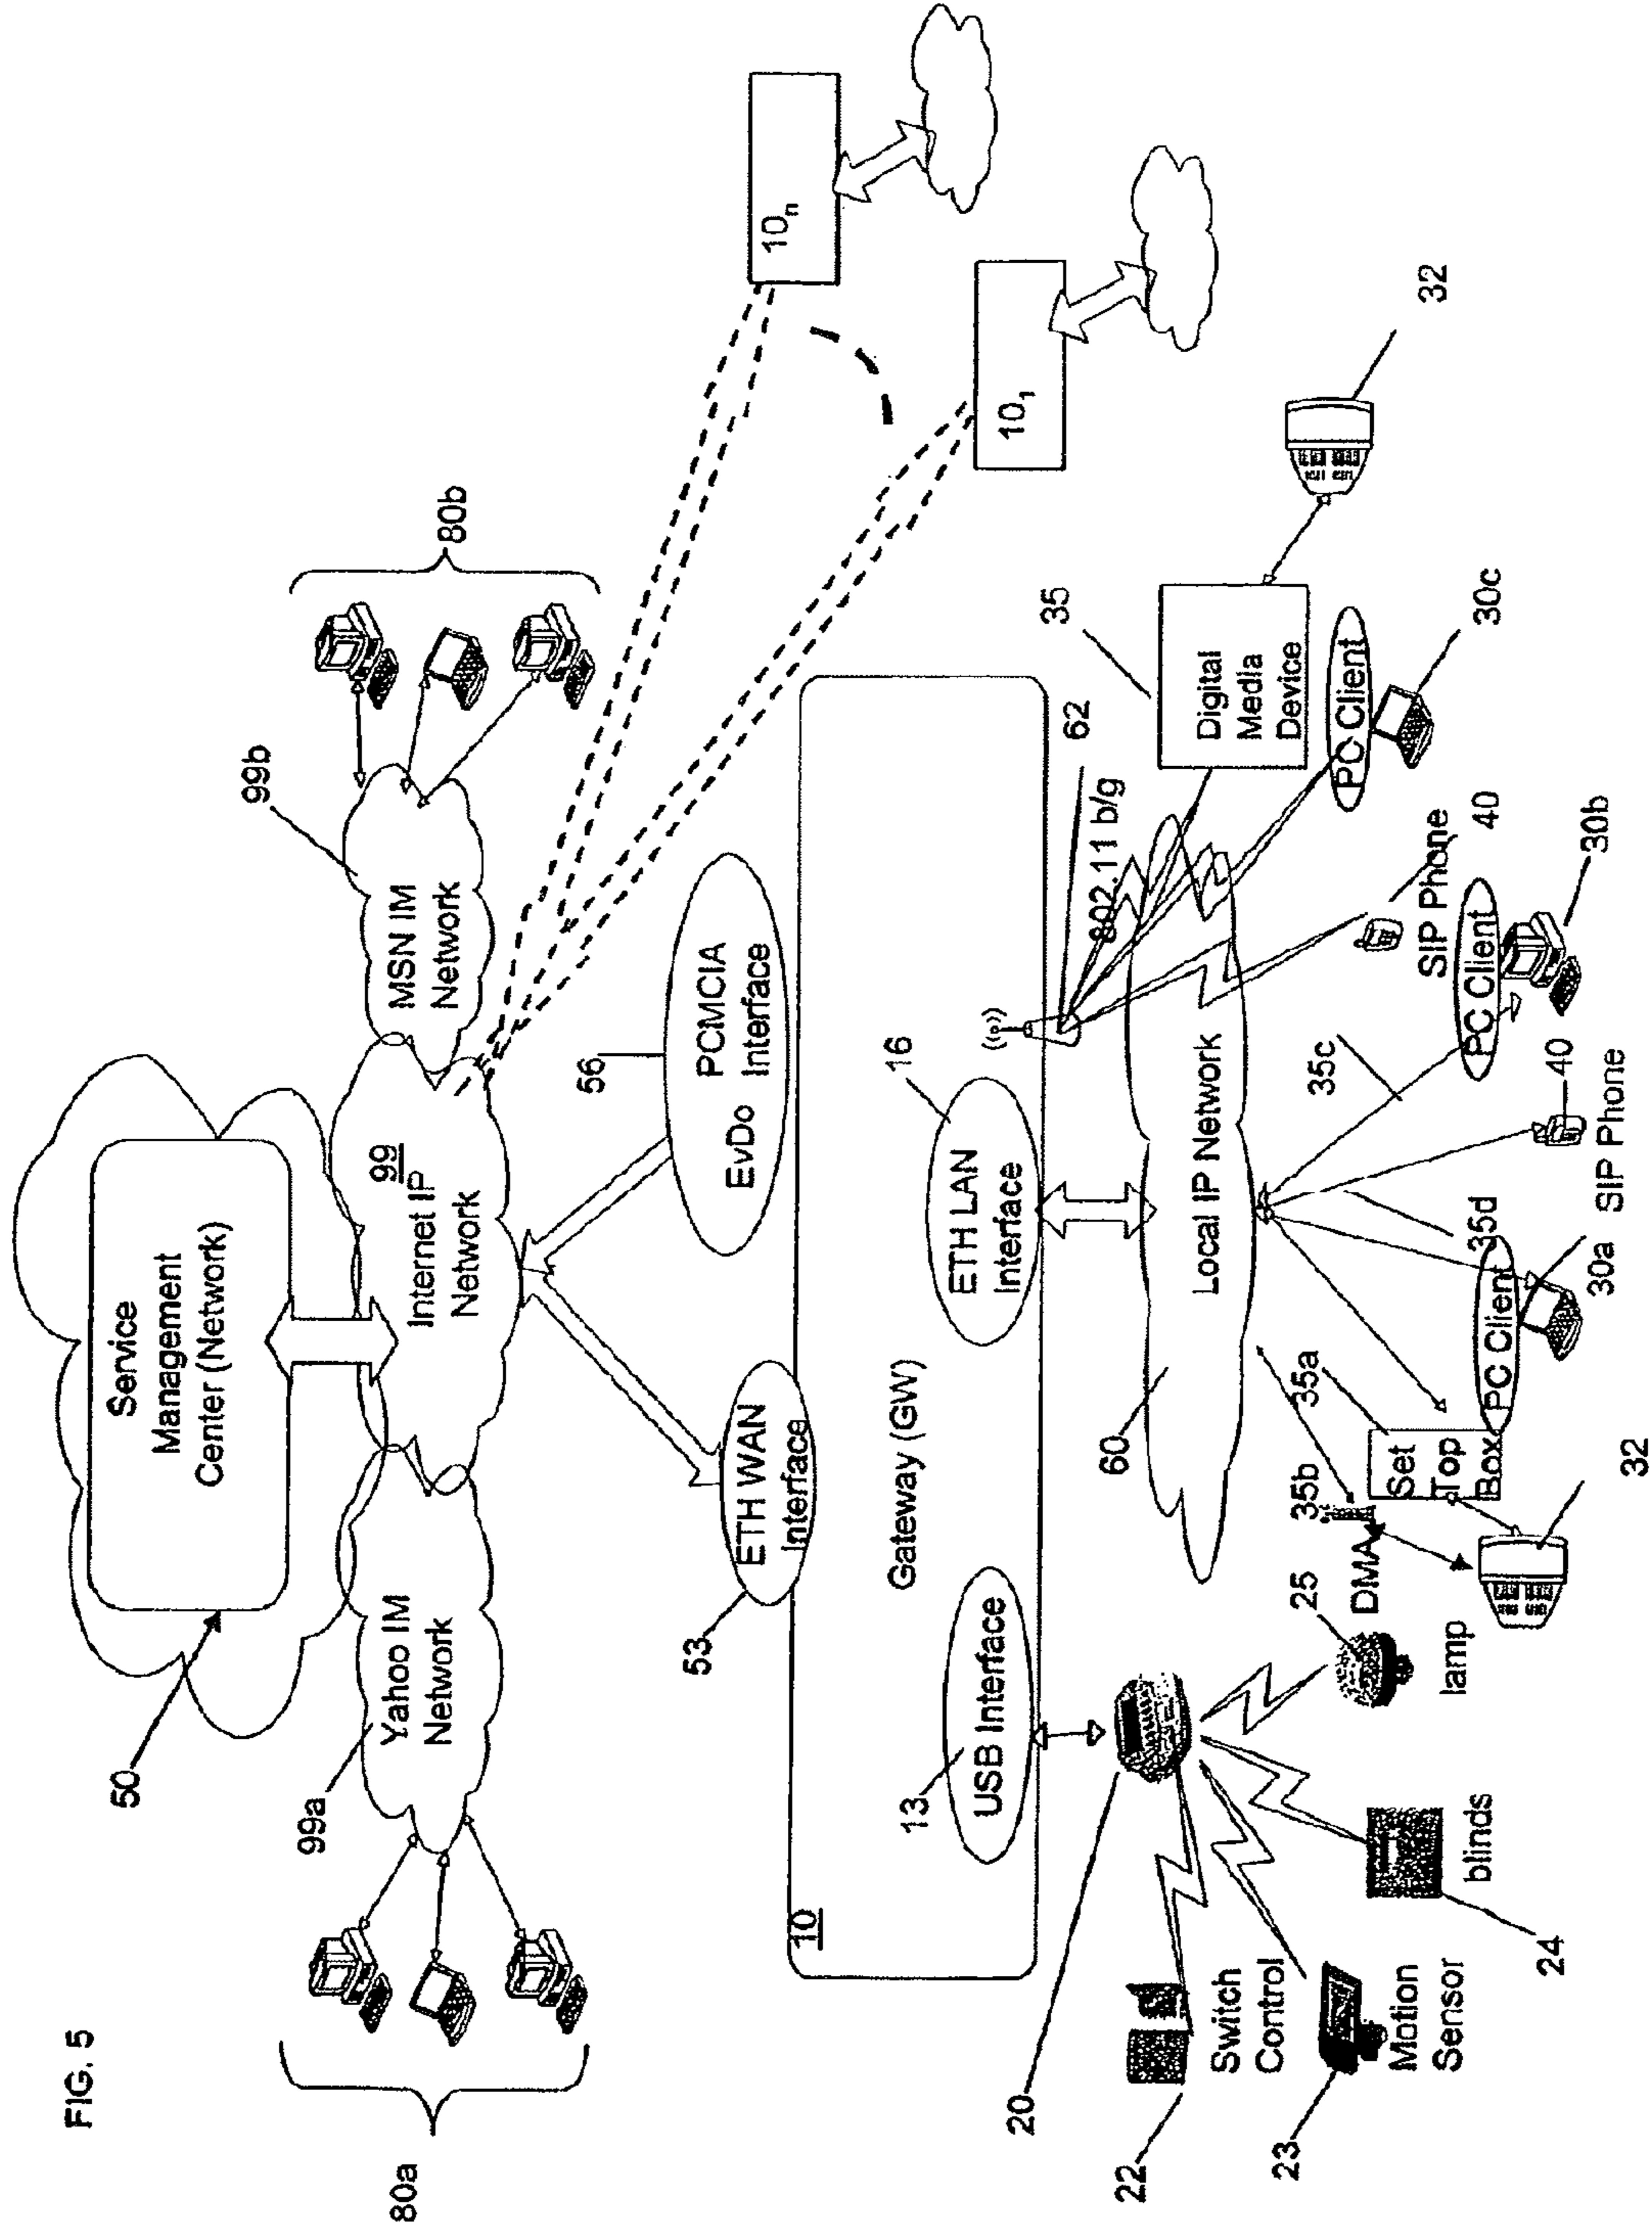 FIG. 5
80a
80b
50
Service
Management
Center (Network)
99a
Yahoo IM
Network
99
Internet IP
Network
99b
MSN IM
Network
53
ETH WAN
Interface
56
PCMCIA
EvDo Interface
10
Gateway (GW)
13
USB Interface
16
ETH LAN
Interface
10n
101
62
802.11 b/g
60
Local IP Network
20
22
Switch
Control
23
Motion
Sensor
24
blinds
25
lamp
DMA
35b
35a
Set
Top
Box
32
PC Client
30a
35d
SIP Phone
40
35c
PC Client
30b
SIP Phone
40
35
Digital
Media
Device
PC Client
30c
32